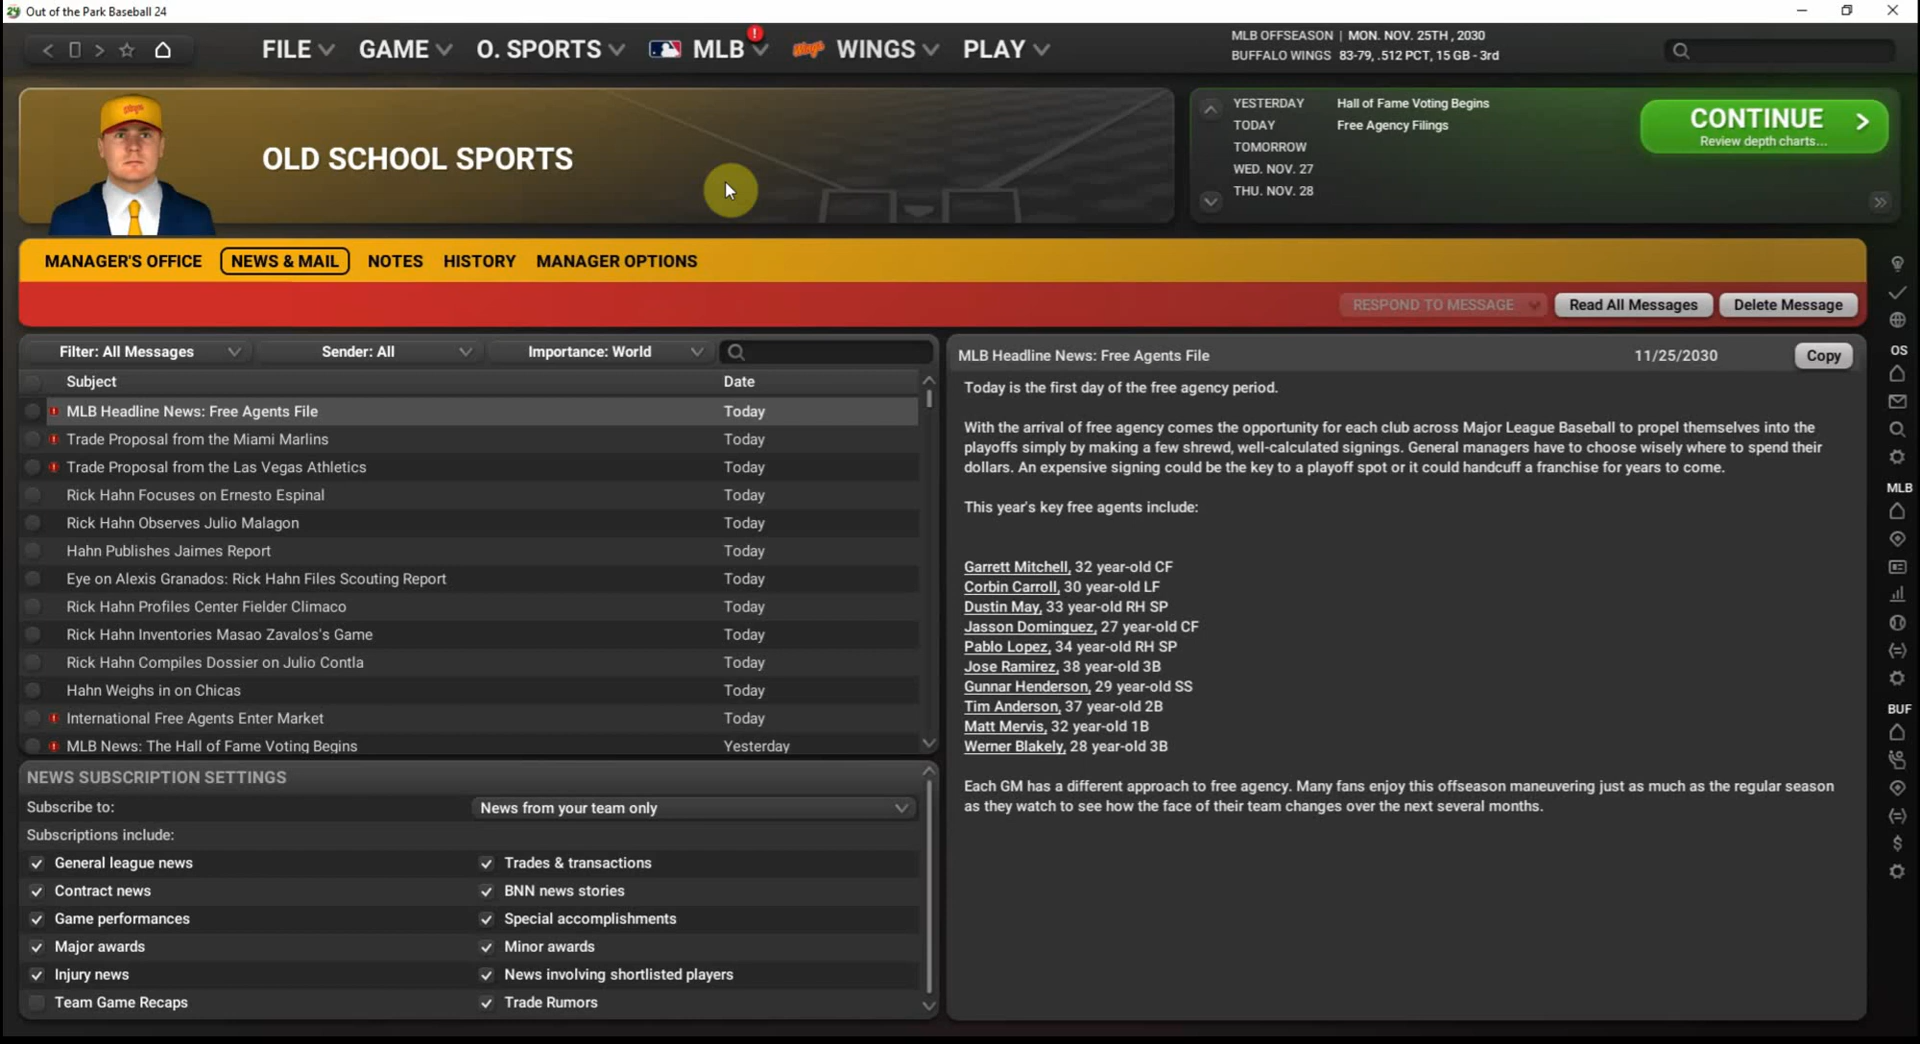 Out of the Park Baseball 24
FILE GAME O. SPORTS MLB WINGS PLAY
MLB OFFSEASON | MON. NOV. 25TH , 2030
BUFFALO WINGS 83-79, .512 PCT, 15 GB - 3rd
OLD SCHOOL SPORTS
YESTERDAY Hall of Fame Voting Begins
TODAY Free Agency Filings
TOMORROW
WED. NOV. 27
THU. NOV. 28
CONTINUE
Review depth charts...
MANAGER'S OFFICE NEWS & MAIL NOTES HISTORY MANAGER OPTIONS
RESPOND TO MESSAGE Read All Messages Delete Message
Filter: All Messages Sender: All Importance: World
Subject Date
MLB Headline News: Free Agents File Today
Trade Proposal from the Miami Marlins Today
Trade Proposal from the Las Vegas Athletics Today
Rick Hahn Focuses on Ernesto Espinal Today
Rick Hahn Observes Julio Malagon Today
Hahn Publishes Jaimes Report Today
Eye on Alexis Granados: Rick Hahn Files Scouting Report Today
Rick Hahn Profiles Center Fielder Climaco Today
Rick Hahn Inventories Masao Zavalos's Game Today
Rick Hahn Compiles Dossier on Julio Contla Today
Hahn Weighs in on Chicas Today
International Free Agents Enter Market Today
MLB News: The Hall of Fame Voting Begins Yesterday
NEWS SUBSCRIPTION SETTINGS
Subscribe to: News from your team only
Subscriptions include:
General league news Trades & transactions
Contract news BNN news stories
Game performances Special accomplishments
Major awards Minor awards
Injury news News involving shortlisted players
Team Game Recaps Trade Rumors
MLB Headline News: Free Agents File 11/25/2030 Copy
Today is the first day of the free agency period.
With the arrival of free agency comes the opportunity for each club across Major League Baseball to propel themselves into the
playoffs simply by making a few shrewd, well-calculated signings. General managers have to choose wisely where to spend their
dollars. An expensive signing could be the key to a playoff spot or it could handcuff a franchise for years to come.
This year's key free agents include:
Garrett Mitchell, 32 year-old CF
Corbin Carroll, 30 year-old LF
Dustin May, 33 year-old RH SP
Jasson Dominguez, 27 year-old CF
Pablo Lopez, 34 year-old RH SP
Jose Ramirez, 38 year-old 3B
Gunnar Henderson, 29 year-old SS
Tim Anderson, 37 year-old 2B
Matt Mervis, 32 year-old 1B
Werner Blakely, 28 year-old 3B
Each GM has a different approach to free agency. Many fans enjoy this offseason maneuvering just as much as the regular season
as they watch to see how the face of their team changes over the next several months.
OS
MLB
BUF